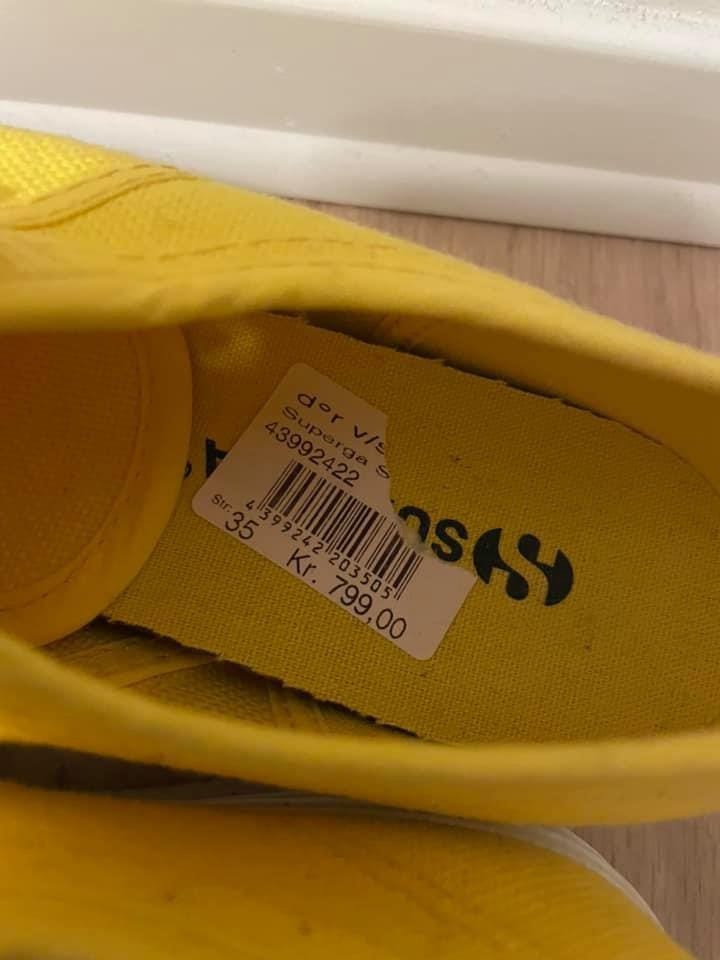 d°r v/s
Superga S
43992422
4 399242 203505
Str. 35
Kr. 799,00